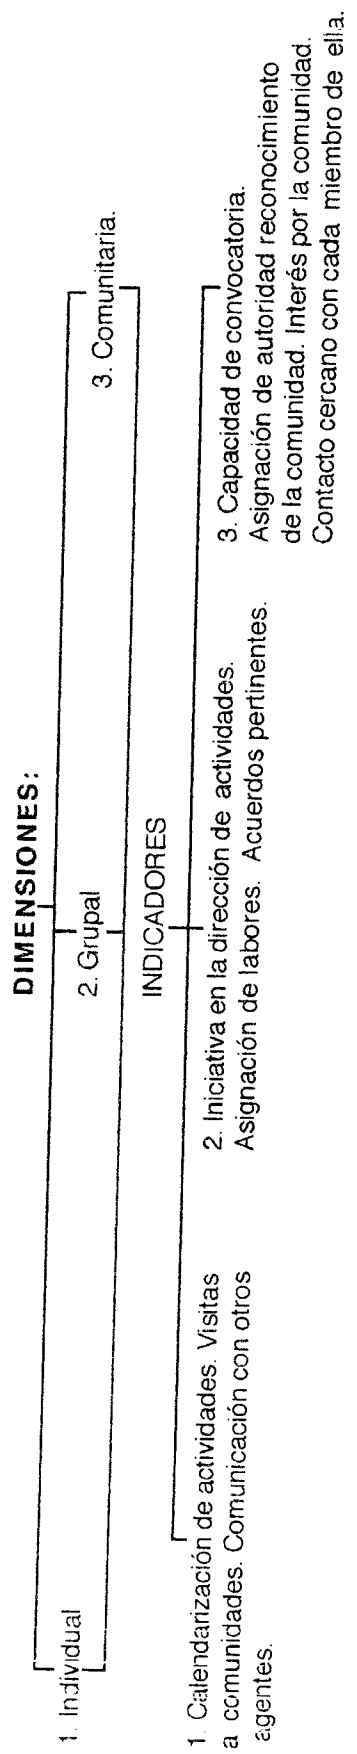 DIMENSIONES:
1. Individual
2. Grupal
3. Comunitaria.
INDICADORES
1. Calendarización de actividades. Visitas
a comunidades. Comunicación con otros
agentes.
2. Iniciativa en la dirección de actividades.
Asignación de labores. Acuerdos pertinentes.
3. Capacidad de convocatoria.
Asignación de autoridad reconocimiento
de la comunidad. Interés por la comunidad.
Contacto cercano con cada miembro de ella.